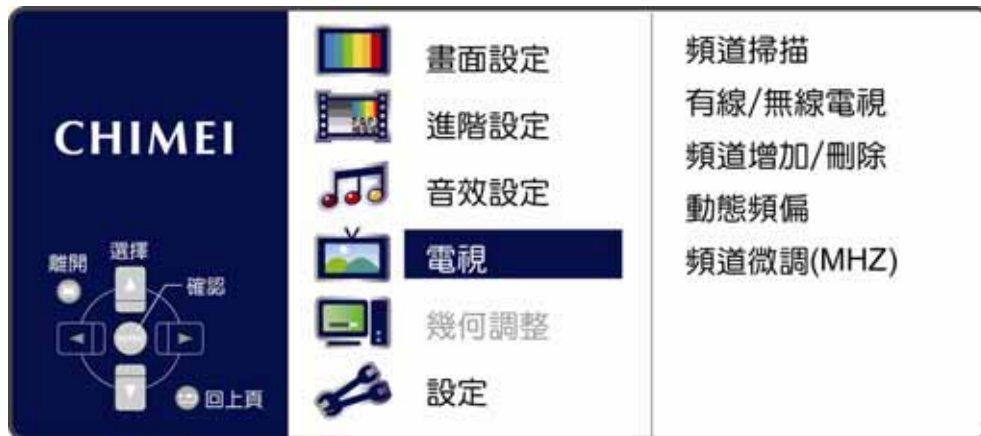 CHIMEI
離開
選擇
確認
回上頁
畫面設定
進階設定
音效設定
電視
幾何調整
設定
頻道掃描
有線/無線電視
頻道增加/刪除
動態頻偏
頻道微調(MHZ)